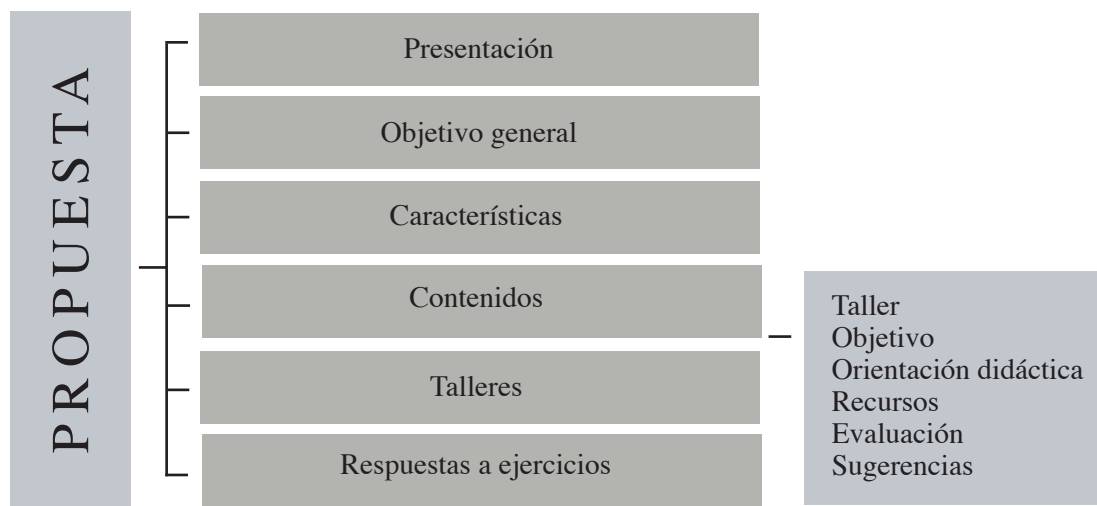 PROPUESTA
Presentación
Objetivo general
Características
Contenidos
Talleres
Respuestas a ejercicios
Taller
Objetivo
Orientación didáctica
Recursos
Evaluación
Sugerencias